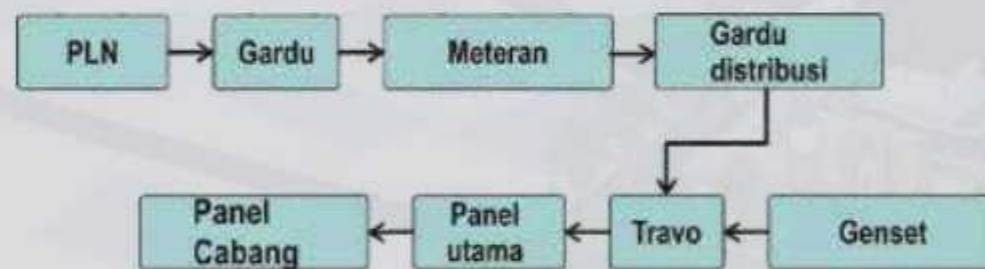 PLN
Gardu
Meteran
Gardu
distribusi
Panel
Cabang
Panel
utama
Travo
Genset